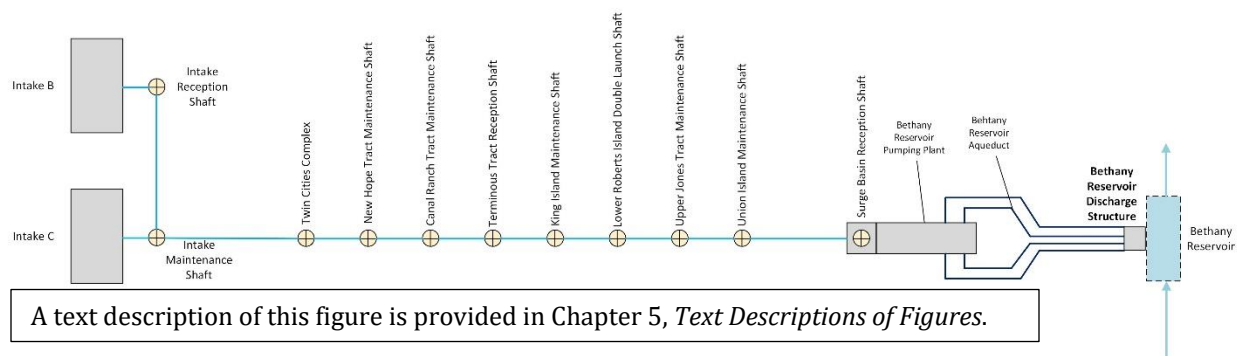 Intake B
Intake
Reception
Shaft
Intake C
Intake
Maintenance
Shaft
Twin Cities Complex
New Hope Tract Maintenance Shaft
Canal Ranch Tract Maintenance Shaft
Terminous Tract Reception Shaft
King Island Maintenance Shaft
Lower Roberts Island Double Launch Shaft
Upper Jones Tract Maintenance Shaft
Union Island Maintenance Shaft
Surge Basin Reception Shaft
Bethany
Reservoir
Pumping Plant
Behtany
Reservoir
Aqueduct
Bethany
Reservoir
Discharge
Structure
Bethany
Reservoir
A text description of this figure is provided in Chapter 5, Text Descriptions of Figures.